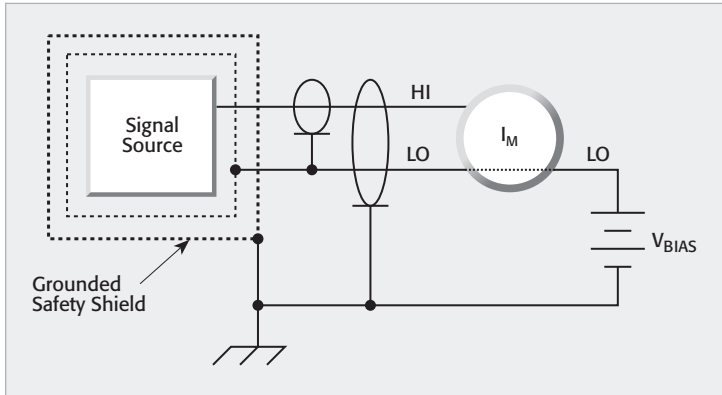 Signal
Source
HI
I_M
LO
LO
V_BIAS
Grounded
Safety Shield